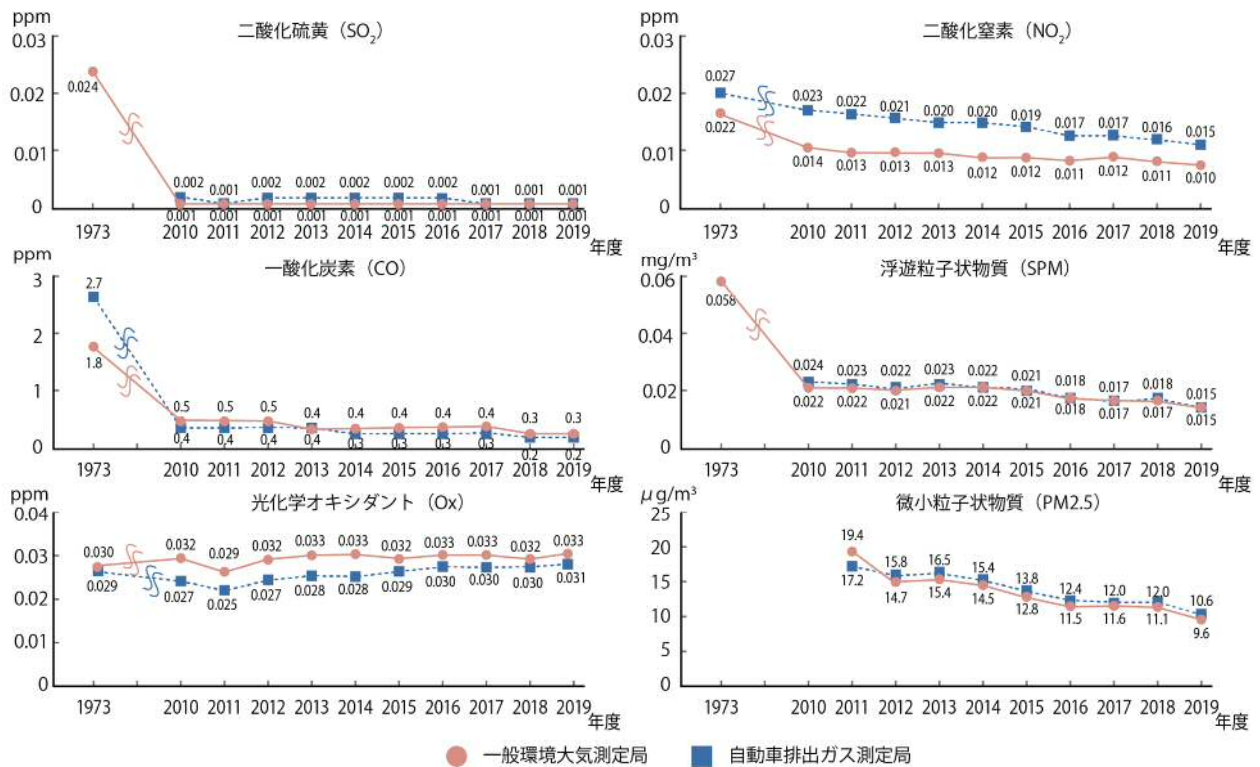 ppm
二酸化硫黄（SO₂）
0.03
0.02
0.01
0
0.024
0.002 0.001 0.002 0.002 0.002 0.002 0.002 0.001 0.001 0.001
0.001 0.001 0.001 0.001 0.001 0.001 0.001 0.001 0.001 0.001
1973 2010 2011 2012 2013 2014 2015 2016 2017 2018 2019 年度
ppm
二酸化窒素（NO₂）
0.03
0.02
0.01
0
0.027 0.023 0.022 0.021 0.020 0.020 0.019 0.017 0.017 0.016 0.015
0.022 0.014 0.013 0.013 0.013 0.012 0.012 0.011 0.012 0.011 0.010
1973 2010 2011 2012 2013 2014 2015 2016 2017 2018 2019 年度
ppm
一酸化炭素（CO）
3
2
1
0
2.7
1.8
0.5 0.5 0.5 0.4 0.4 0.4 0.4 0.4 0.3 0.3
0.4 0.4 0.4 0.4 0.3 0.3 0.3 0.3 0.2 0.2
1973 2010 2011 2012 2013 2014 2015 2016 2017 2018 2019 年度
mg/m³
浮遊粒子状物質（SPM）
0.06
0.04
0.02
0
0.058
0.024 0.023 0.022 0.023 0.022 0.021 0.018 0.017 0.018 0.015
0.022 0.022 0.021 0.022 0.022 0.021 0.018 0.017 0.017 0.015
1973 2010 2011 2012 2013 2014 2015 2016 2017 2018 2019 年度
ppm
光化学オキシダント（Ox）
0.04
0.03
0.02
0.01
0
0.030 0.032 0.029 0.032 0.033 0.033 0.032 0.033 0.033 0.032 0.033
0.029 0.027 0.025 0.027 0.028 0.028 0.029 0.030 0.030 0.030 0.031
1973 2010 2011 2012 2013 2014 2015 2016 2017 2018 2019 年度
μg/m³
微小粒子状物質（PM2.5）
25
20
15
10
5
0
19.4 15.8 16.5 15.4 13.8 12.4 12.0 12.0 10.6
17.2 14.7 15.4 14.5 12.8 11.5 11.6 11.1 9.6
1973 2010 2011 2012 2013 2014 2015 2016 2017 2018 2019 年度
一般環境大気測定局 自動車排出ガス測定局